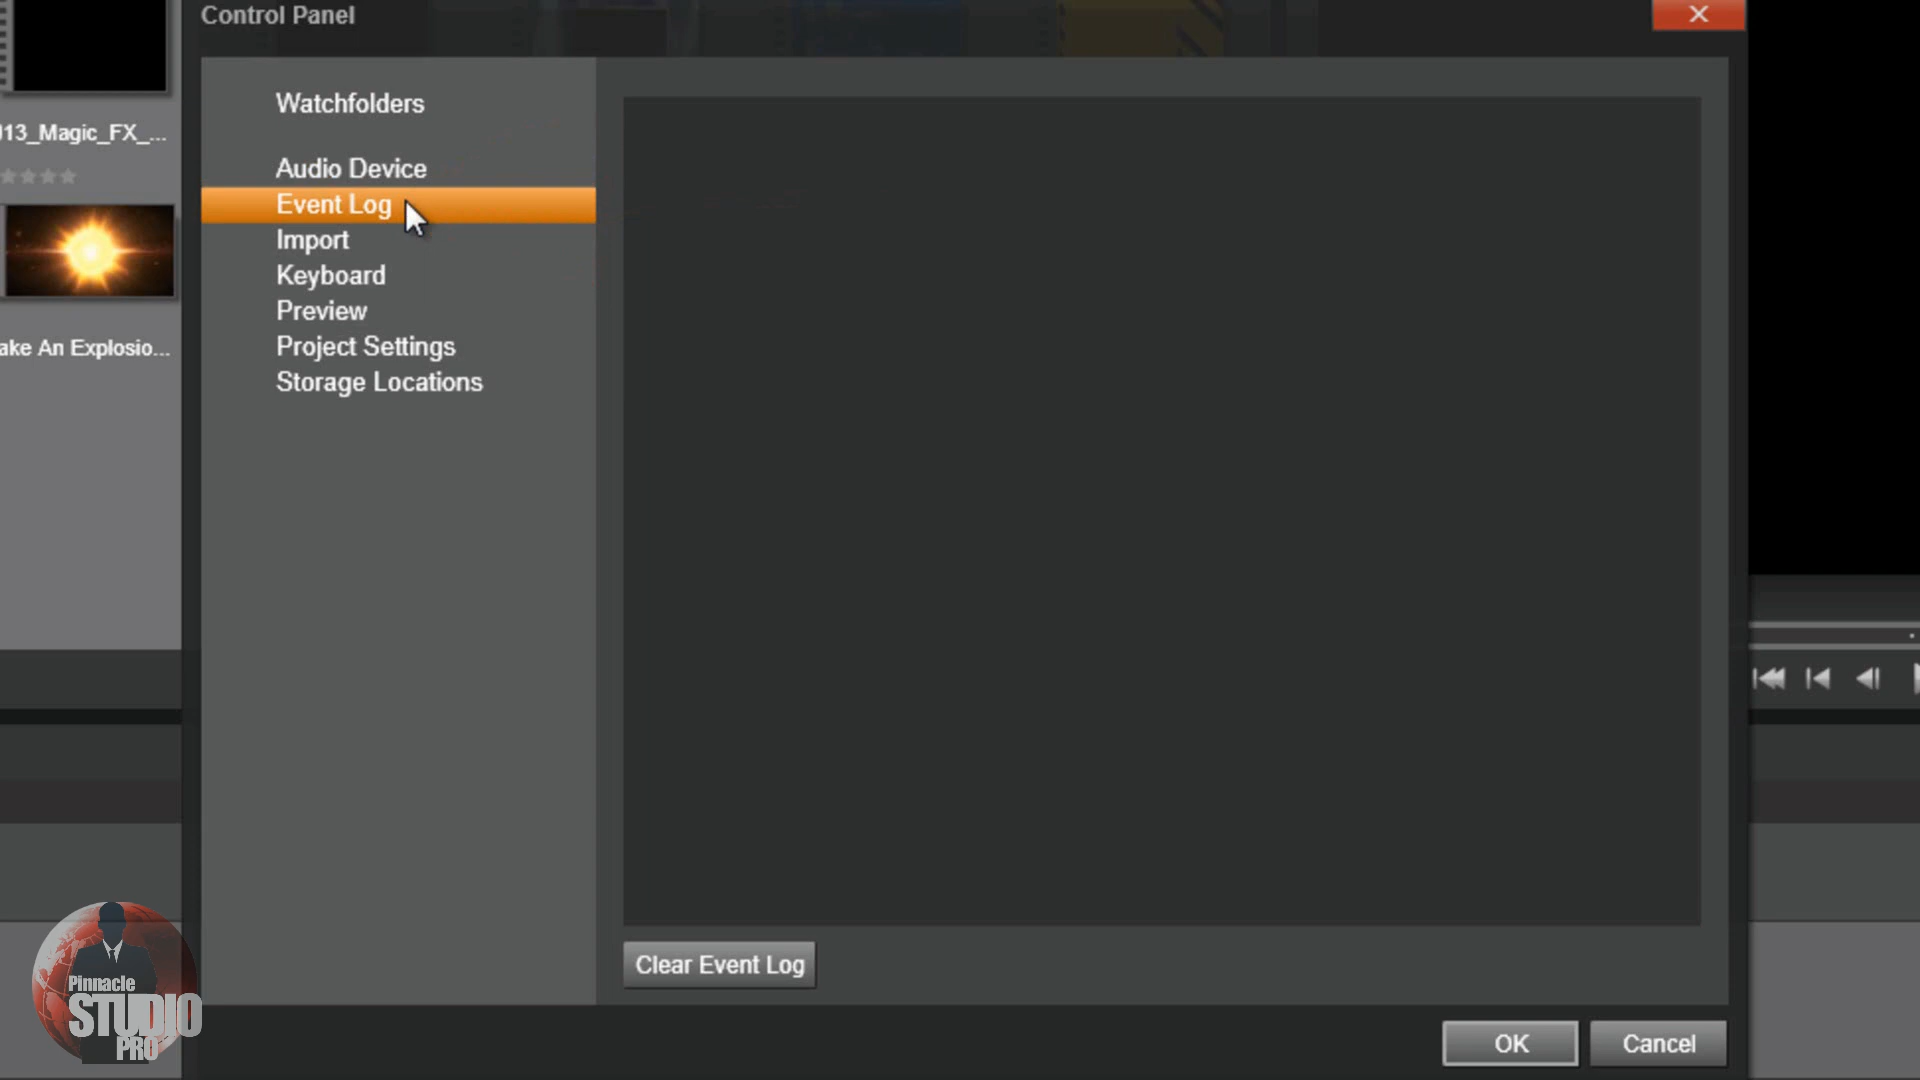 Control Panel
Watchfolders
Audio Device
Event Log
Import
Keyboard
Preview
Project Settings
Storage Locations
013_Magic_FX_...
ake An Explosio...
Clear Event Log
OK
Cancel
Pinnacle
STUDIO
PRO